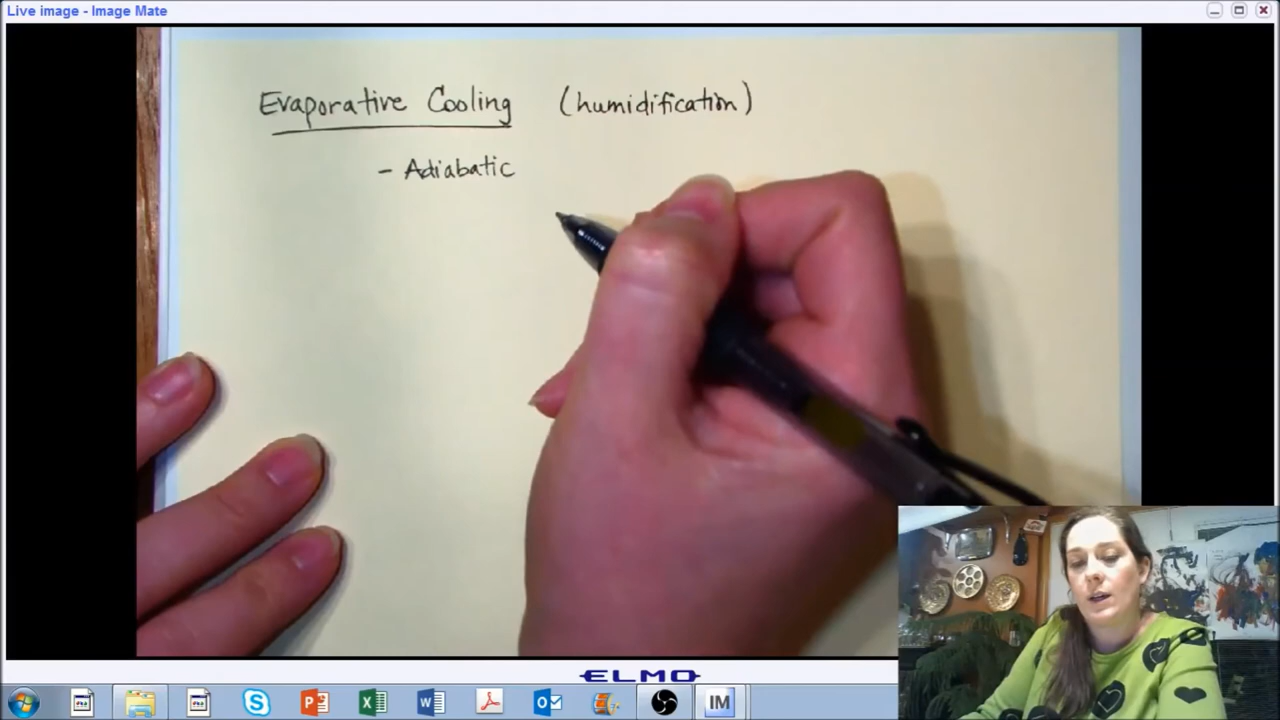 Live image - Image Mate
Evaporative Cooling (humidification)
- Adiabatic
ELMO
IM